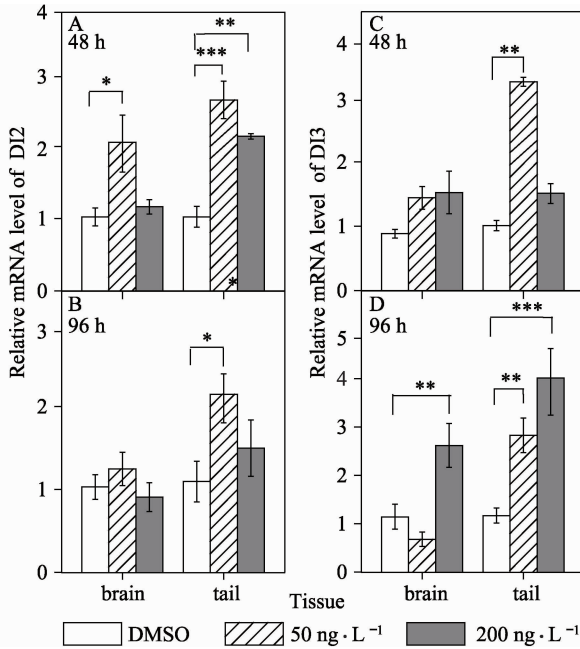 A
48 h
Relative mRNA level of DI2
4
3
2
1
0
*
***
**
*
B
96 h
3
2
1
0
*
brain
tail
C
48 h
Relative mRNA level of DI3
4
3
2
1
0
**
D
96 h
5
4
3
2
1
0
**
**
***
brain
tail
Tissue
DMSO
50 ng · L⁻¹
200 ng · L⁻¹